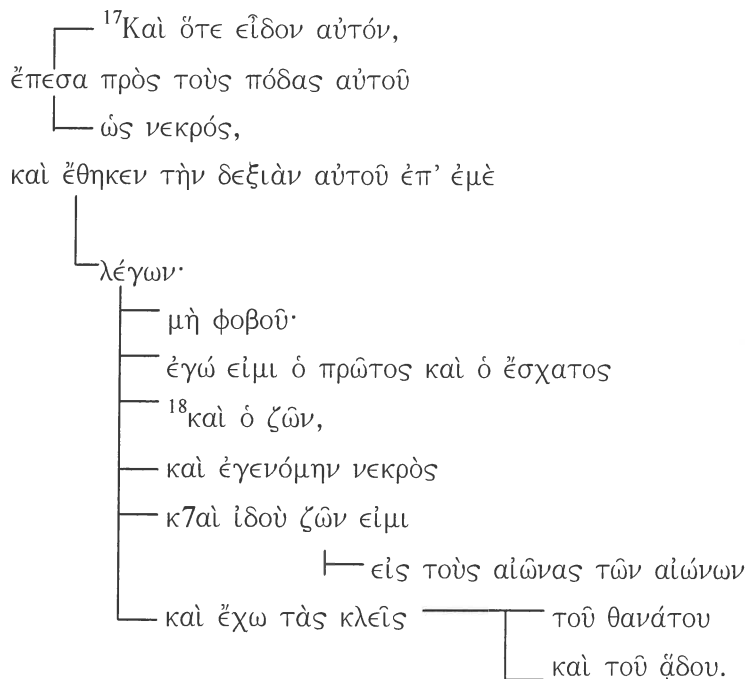 ¹⁷Καὶ ὅτε εἶδον αὐτόν,
ἔπεσα πρὸς τοὺς πόδας αὐτοῦ
ὡς νεκρός,
καὶ ἔθηκεν τὴν δεξιὰν αὐτοῦ ἐπ’ ἐμὲ
λέγων·
μὴ φοβοῦ·
ἐγώ εἰμι ὁ πρῶτος καὶ ὁ ἔσχατος
¹⁸καὶ ὁ ζῶν,
καὶ ἐγενόμην νεκρὸς
κ7αὶ ἰδοὺ ζῶν εἰμι
εἰς τοὺς αἰῶνας τῶν αἰώνων
καὶ ἔχω τὰς κλεῖς τοῦ θανάτου
καὶ τοῦ ᾅδου.